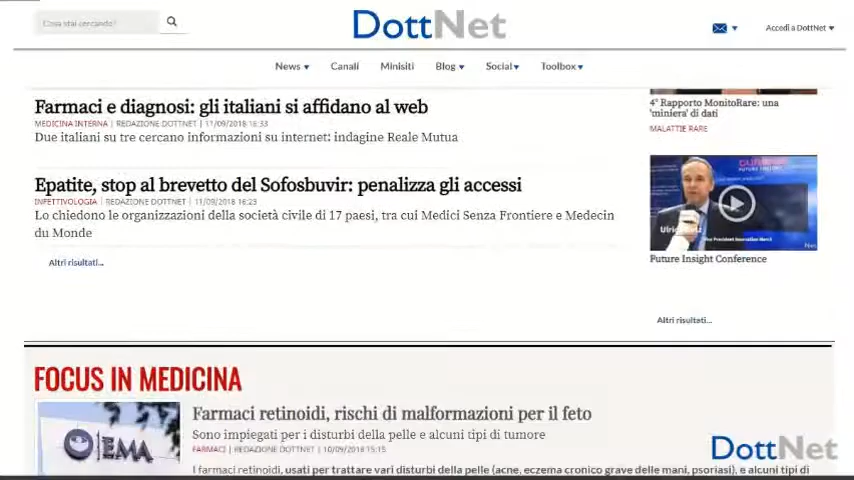 Cosa stai cercando?
DottNet
Accedi a DottNet
News Canali Minisiti Blog Social Toolbox
Farmaci e diagnosi: gli italiani si affidano al web
MEDICINA INTERNA | REDAZIONE DOTTNET | 11/09/2018 16:33
Due italiani su tre cercano informazioni su internet: indagine Reale Mutua
Epatite, stop al brevetto del Sofosbuvir: penalizza gli accessi
INFETTIVOLOGIA | REDAZIONE DOTTNET | 11/09/2018 16:23
Lo chiedono le organizzazioni della società civile di 17 paesi, tra cui Medici Senza Frontiere e Medecin
du Monde
Altri risultati...
4° Rapporto MonitoRare: una
'miniera' di dati
MALATTIE RARE
Future Insight Conference
Altri risultati...
FOCUS IN MEDICINA
EMA
Farmaci retinoidi, rischi di malformazioni per il feto
Sono impiegati per i disturbi della pelle e alcuni tipi di tumore
FARMACI | REDAZIONE DOTTNET | 10/09/2018 15:15
I farmaci retinoidi, usati per trattare vari disturbi della pelle (acne, eczema cronico grave delle mani, psoriasi), e alcuni tipi di
DottNet